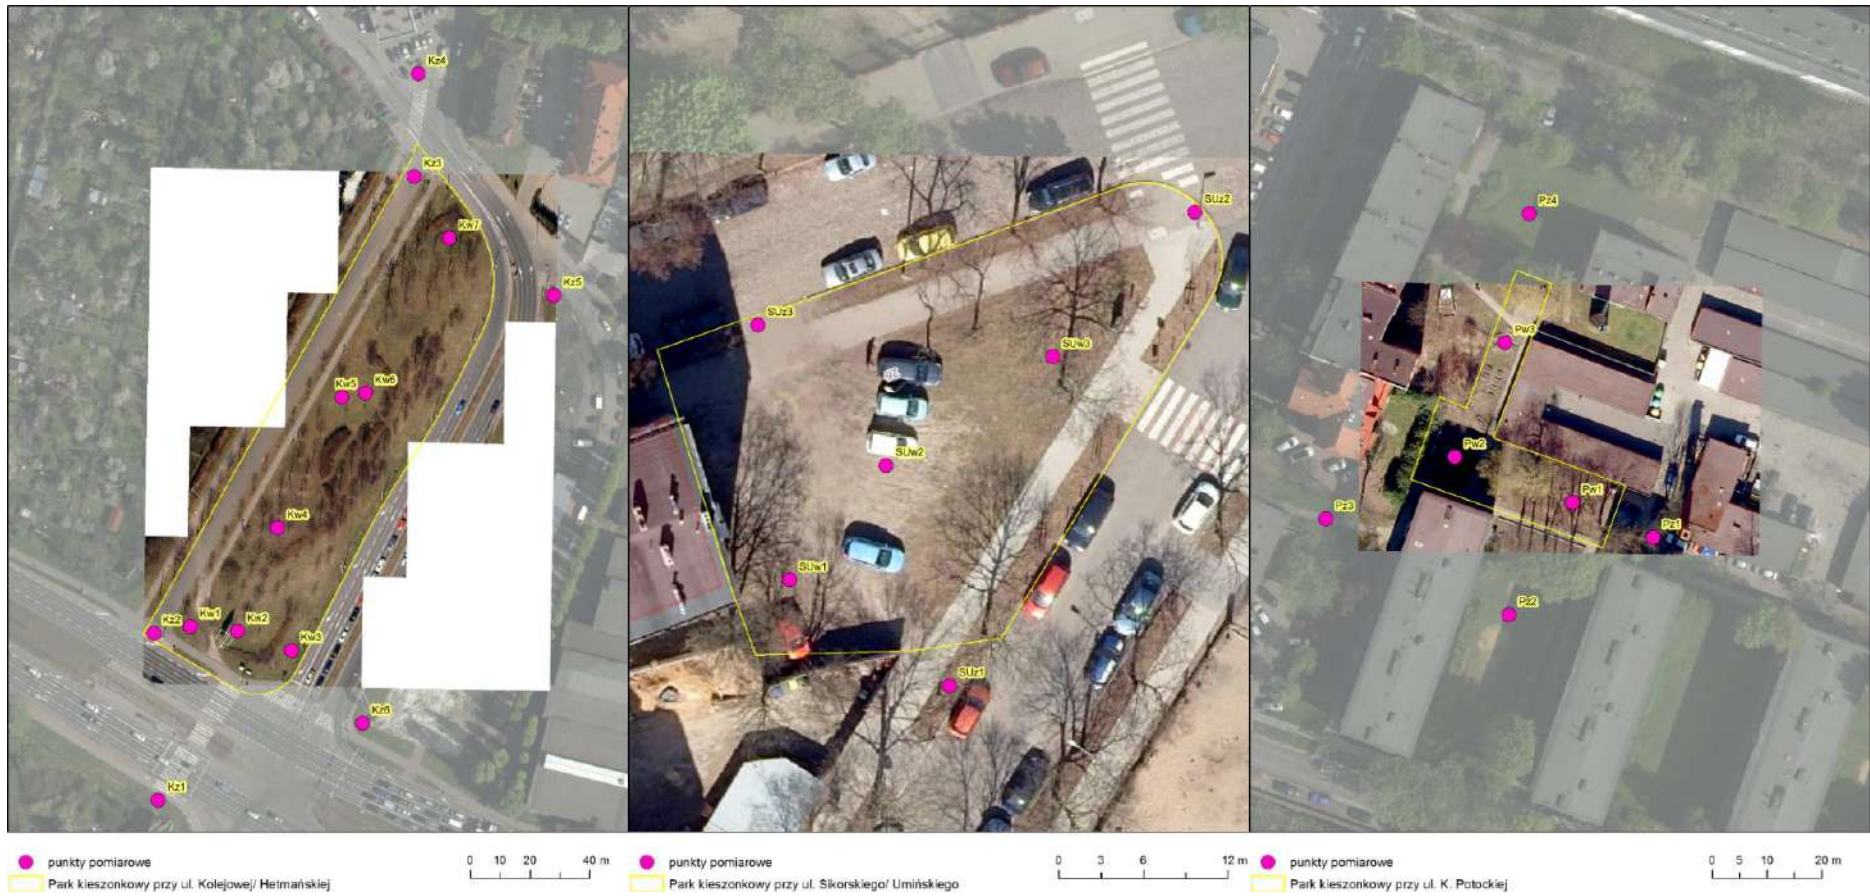 Kz4
Kz3
Kw7
Kz5
Kw5
Kw6
Kw4
Kz2
Kw1
Kw2
Kw3
Kz6
Kz1
SUz2
SUz3
SUw3
SUw2
SUw1
SUz1
Pz4
Pw3
Pw2
Pw1
Pz3
Pz1
Pz2
punkty pomiarowe
Park kieszonkowy przy ul. Kolejowej/ Hetmańskiej
0 10 20 40 m
punkty pomiarowe
Park kieszonkowy przy ul. Sikorskiego/ Umińskiego
0 3 6 12 m
punkty pomiarowe
Park kieszonkowy przy ul. K. Potockiej
0 5 10 20 m